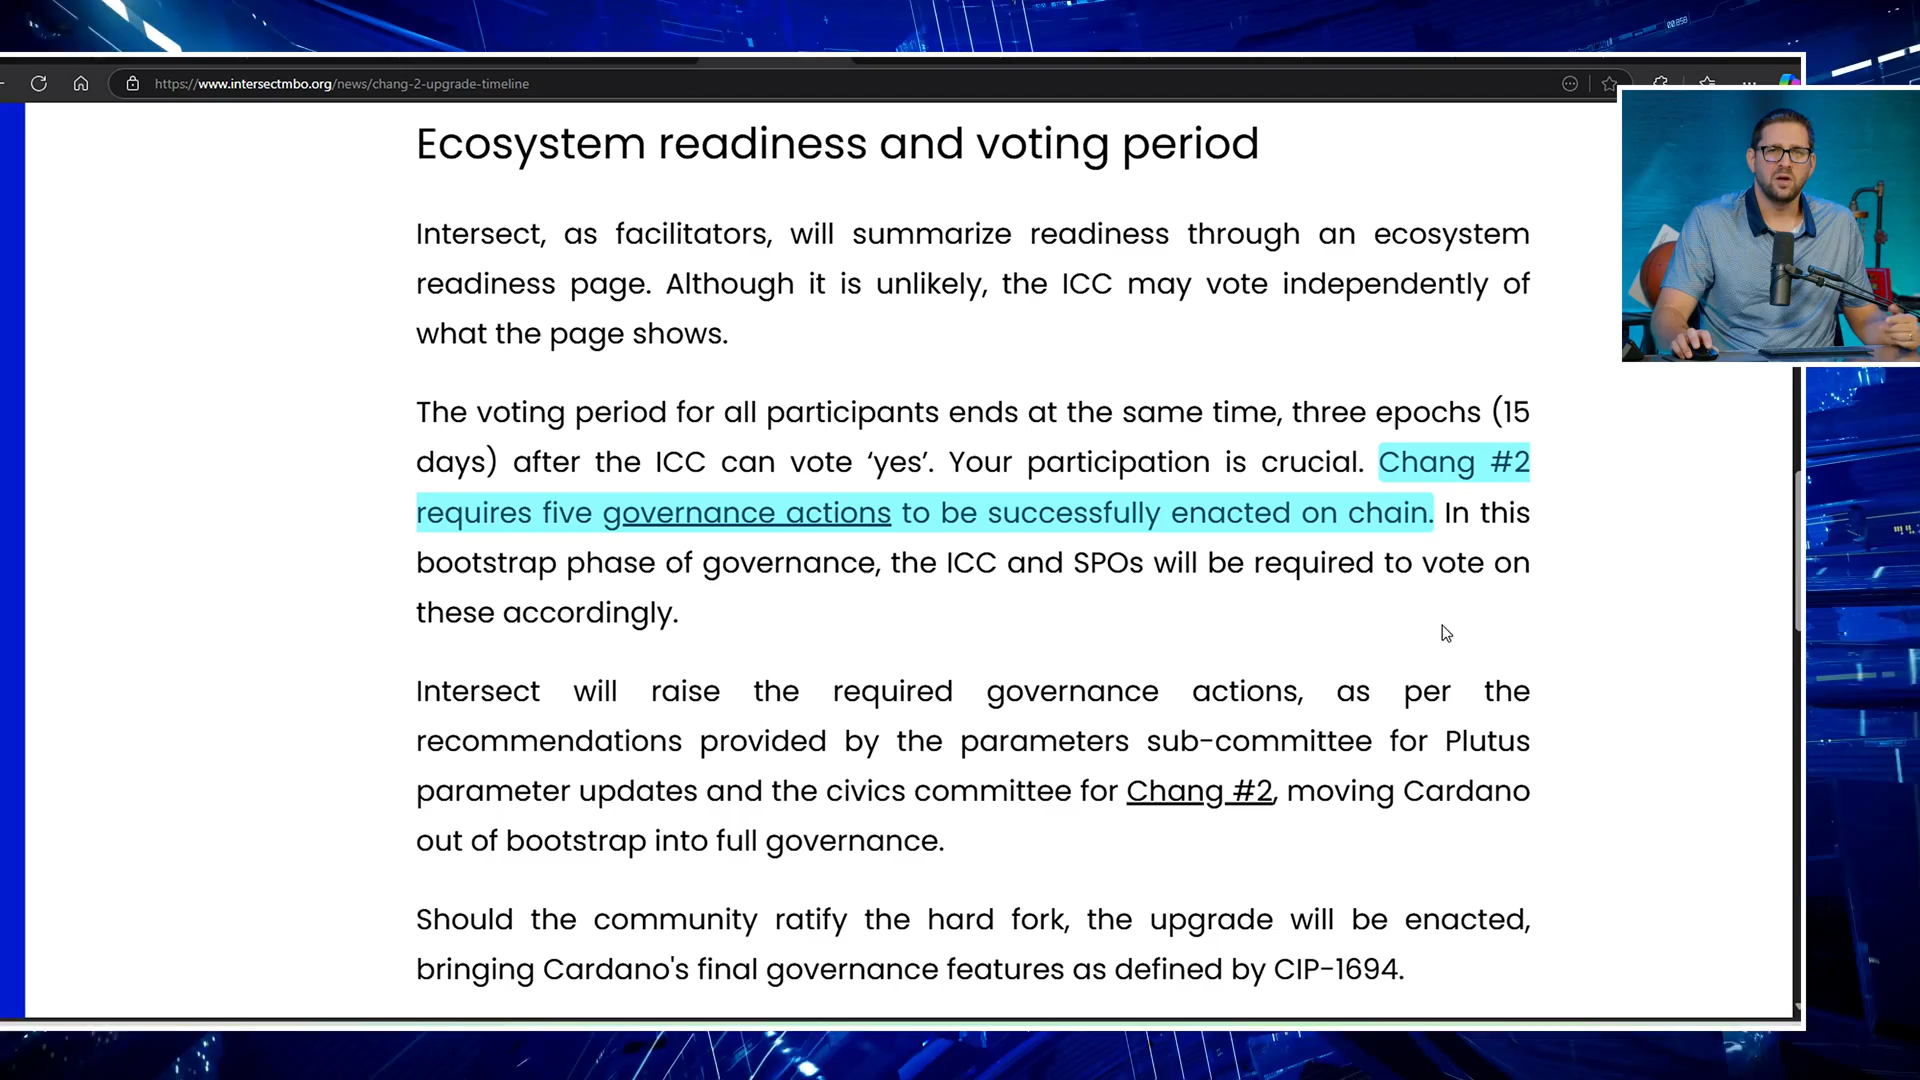 00:858
https://www.intersectmbo.org/news/chang-2-upgrade-timeline
Ecosystem readiness and voting period
Intersect, as facilitators, will summarize readiness through an ecosystem
readiness page. Although it is unlikely, the ICC may vote independently of
what the page shows.
The voting period for all participants ends at the same time, three epochs (15
days) after the ICC can vote ‘yes’. Your participation is crucial. Chang #2
requires five governance actions to be successfully enacted on chain. In this
bootstrap phase of governance, the ICC and SPOs will be required to vote on
these accordingly.
Intersect will raise the required governance actions, as per the
recommendations provided by the parameters sub-committee for Plutus
parameter updates and the civics committee for Chang #2, moving Cardano
out of bootstrap into full governance.
Should the community ratify the hard fork, the upgrade will be enacted,
bringing Cardano's final governance features as defined by CIP-1694.